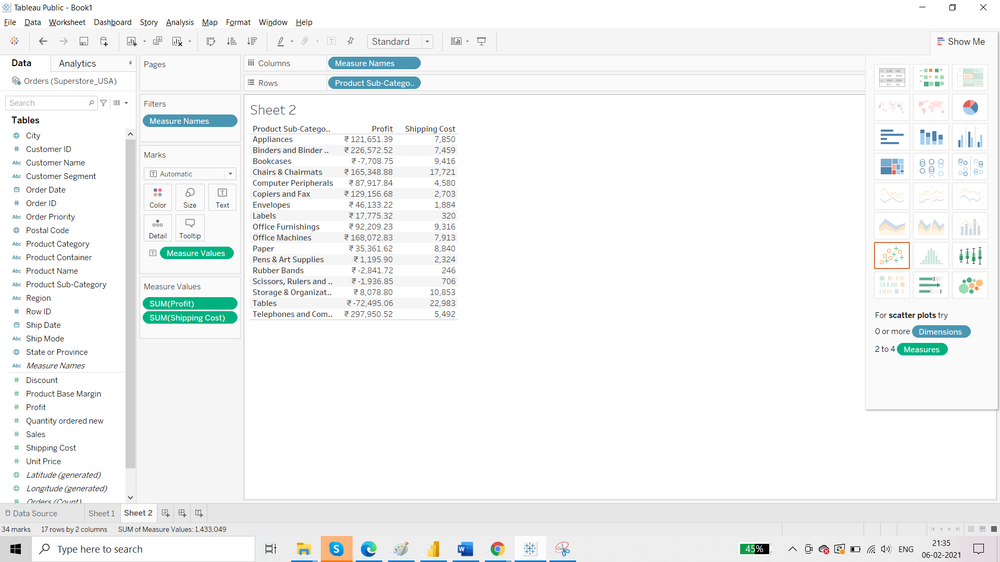 Tableau Public - Book1
File Data Worksheet Dashboard Story Analysis Map Format Window Help
Standard
Show Me
Data Analytics
Orders (Superstore_USA)
Search
Tables
City
Customer ID
Abc Customer Name
Abc Customer Segment
Order Date
Order ID
Abc Order Priority
Postal Code
Abc Product Category
Abc Product Container
Abc Product Name
Abc Product Sub-Category
Abc Region
Row ID
Ship Date
Abc Ship Mode
State or Province
Abc Measure Names
Discount
Product Base Margin
Profit
Quantity ordered new
Sales
Shipping Cost
Unit Price
Latitude (generated)
Longitude (generated)
Orders (Count)
Pages
Filters
Measure Names
Marks
Automatic
Color Size Text
Detail Tooltip
Measure Values
Measure Values
SUM(Profit)
SUM(Shipping Cost)
Columns Measure Names
Rows Product Sub-Catego..
Sheet 2
Product Sub-Catego.. Profit Shipping Cost
Appliances ₹ 121,651.39 7,850
Binders and Binder .. ₹ 226,572.52 7,459
Bookcases ₹ -7,708.75 9,416
Chairs & Chairmats ₹ 165,348.88 17,721
Computer Peripherals ₹ 87,917.84 4,580
Copiers and Fax ₹ 129,156.68 2,703
Envelopes ₹ 46,133.22 1,884
Labels ₹ 17,775.32 320
Office Furnishings ₹ 92,209.23 9,316
Office Machines ₹ 168,072.83 7,913
Paper ₹ 35,361.62 8,840
Pens & Art Supplies ₹ 1,195.90 2,324
Rubber Bands ₹ -2,841.72 246
Scissors, Rulers and .. ₹ -1,936.85 706
Storage & Organizat.. ₹ 8,078.80 10,853
Tables ₹ -72,495.06 22,983
Telephones and Com.. ₹ 297,950.52 5,492
For scatter plots try
0 or more Dimensions
2 to 4 Measures
Data Source Sheet 1 Sheet 2
34 marks 17 rows by 2 columns SUM of Measure Values: 1,433,049
Type here to search
45%
ENG
21:35
06-02-2021